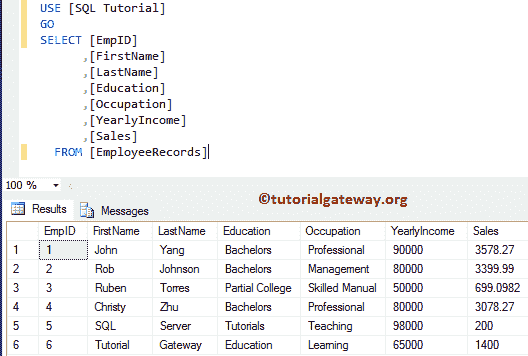 USE [SQL Tutorial]
GO
SELECT [EmpID]
,[FirstName]
,[LastName]
,[Education]
,[Occupation]
,[YearlyIncome]
,[Sales]
FROM [EmployeeRecords]
100 %
©tutorialgateway.org
Results Messages
EmpID FirstName LastName Education Occupation YearlyIncome Sales
1 1 John Yang Bachelors Professional 90000 3578.27
2 2 Rob Johnson Bachelors Management 80000 3399.99
3 3 Ruben Torres Partial College Skilled Manual 50000 699.0982
4 4 Christy Zhu Bachelors Professional 80000 3078.27
5 5 SQL Server Tutorials Teaching 98000 200
6 6 Tutorial Gateway Education Learning 65000 1400